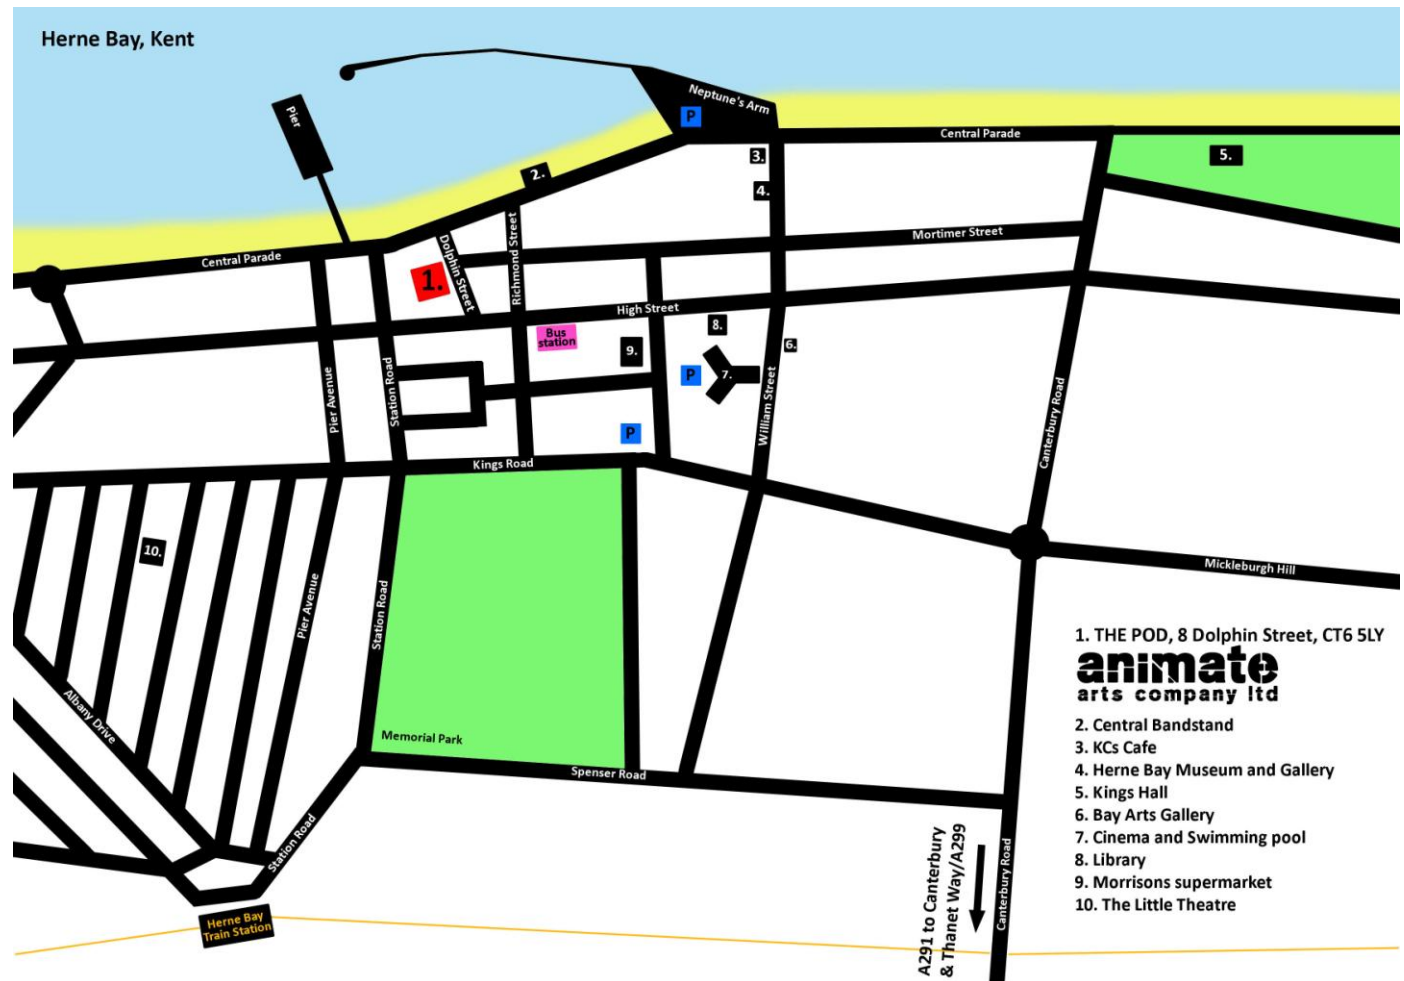 Herne Bay, Kent
Pier
Neptune's Arm
P
Central Parade
3.
5.
2.
4.
Mortimer Street
Central Parade
Dolphin Street
Richmond Street
1.
High Street
Bus
station
8.
9.
6.
P
7.
Pier Avenue
Station Road
William Street
Canterbury Road
P
Kings Road
10.
Mickleburgh Hill
Pier Avenue
Station Road
Albany Drive
Memorial Park
Spenser Road
Station Road
Herne Bay
Train Station
A291 to Canterbury
& Thanet Way/A299
Canterbury Road
1. THE POD, 8 Dolphin Street, CT6 5LY
animate
arts company ltd
2. Central Bandstand
3. KCs Cafe
4. Herne Bay Museum and Gallery
5. Kings Hall
6. Bay Arts Gallery
7. Cinema and Swimming pool
8. Library
9. Morrisons supermarket
10. The Little Theatre